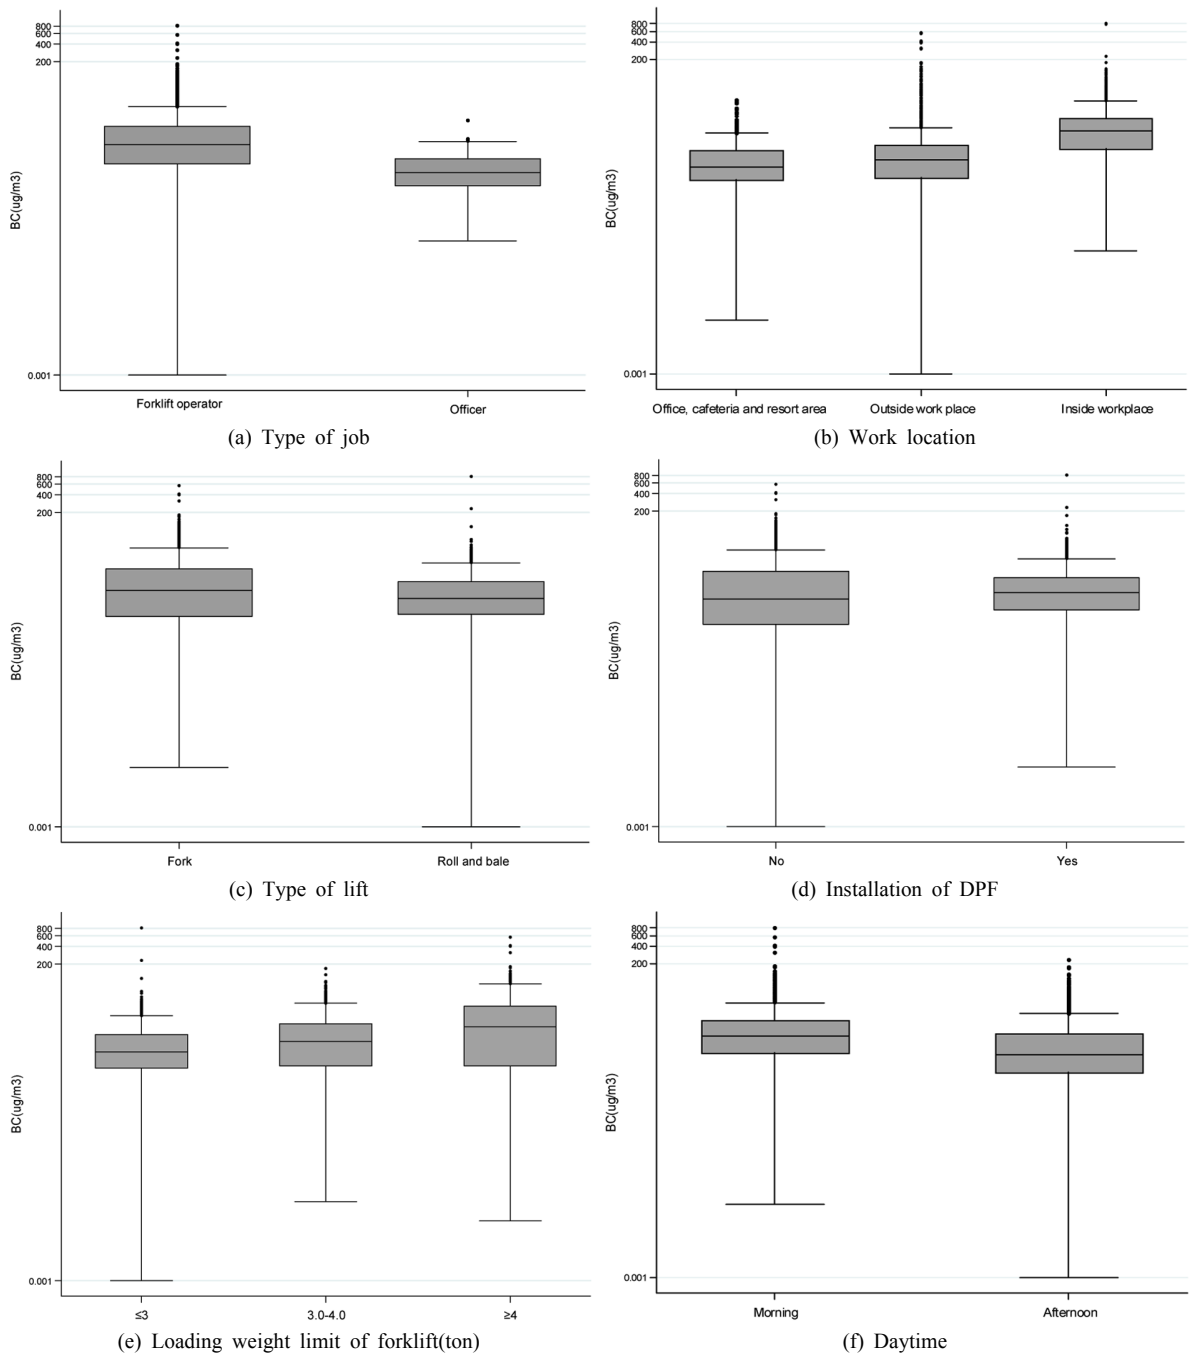 800
600
400
200
BC(ug/m3)
0.001
Forklift operator
Officer
(a) Type of job
800
600
400
200
BC(ug/m3)
0.001
Office, cafeteria and resort area
Outside work place
Inside workplace
(b) Work location
800
600
400
200
BC(ug/m3)
0.001
Fork
Roll and bale
(c) Type of lift
800
600
400
200
BC(ug/m3)
0.001
No
Yes
(d) Installation of DPF
800
600
400
200
BC(ug/m3)
0.001
≤3
3.0-4.0
≥4
(e) Loading weight limit of forklift(ton)
800
600
400
200
BC(ug/m3)
0.001
Morning
Afternoon
(f) Daytime